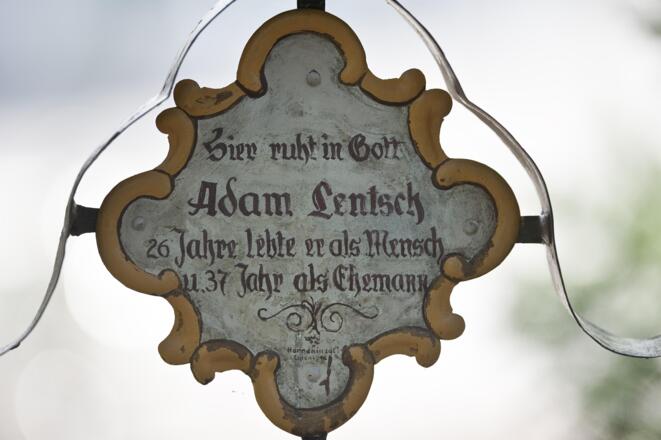 Hier ruht in Gott
Adam Lentsch
26 Jahre lebte er als Mensch
u. 37 Jahr als Ehemann